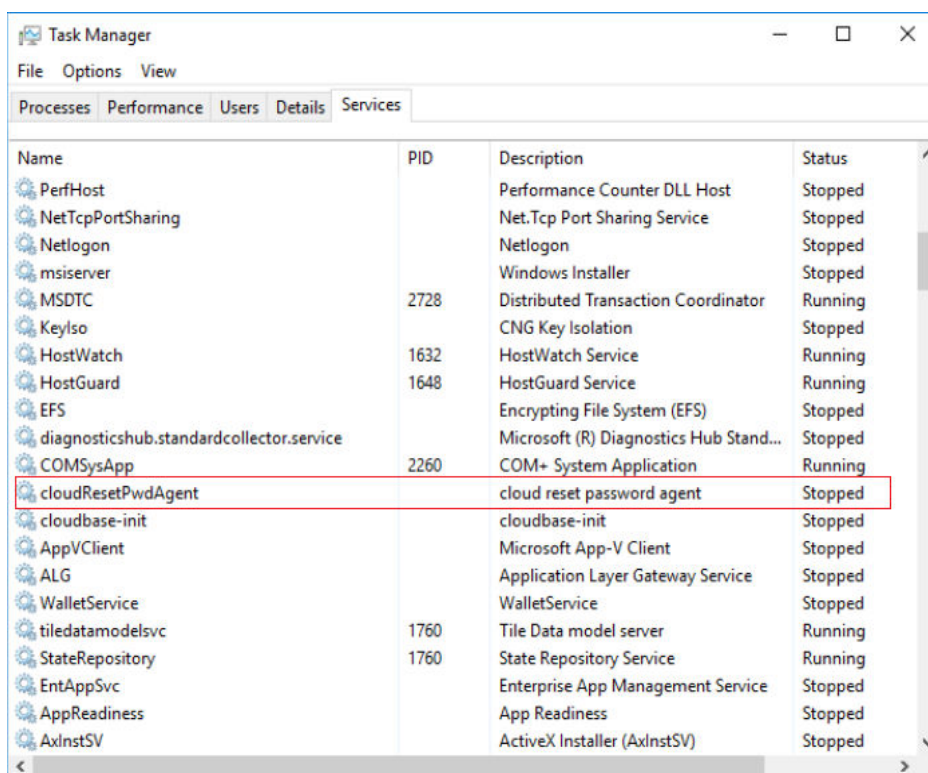 Task Manager
File Options View
Processes Performance Users Details Services
Name PID Description Status
PerfHost Performance Counter DLL Host Stopped
NetTcpPortSharing Net.Tcp Port Sharing Service Stopped
Netlogon Netlogon Stopped
msiserver Windows Installer Stopped
MSDTC 2728 Distributed Transaction Coordinator Running
KeyIso CNG Key Isolation Stopped
HostWatch 1632 HostWatch Service Running
HostGuard 1648 HostGuard Service Running
EFS Encrypting File System (EFS) Stopped
diagnosticshub.standardcollector.service Microsoft (R) Diagnostics Hub Stand... Stopped
COMSysApp 2260 COM+ System Application Running
cloudResetPwdAgent cloud reset password agent Stopped
cloudbase-init cloudbase-init Stopped
AppVClient Microsoft App-V Client Stopped
ALG Application Layer Gateway Service Stopped
WalletService WalletService Stopped
tiledatamodelsvc 1760 Tile Data model server Running
StateRepository 1760 State Repository Service Running
EntAppSvc Enterprise App Management Service Stopped
AppReadiness App Readiness Stopped
AxInstSV ActiveX Installer (AxInstSV) Stopped